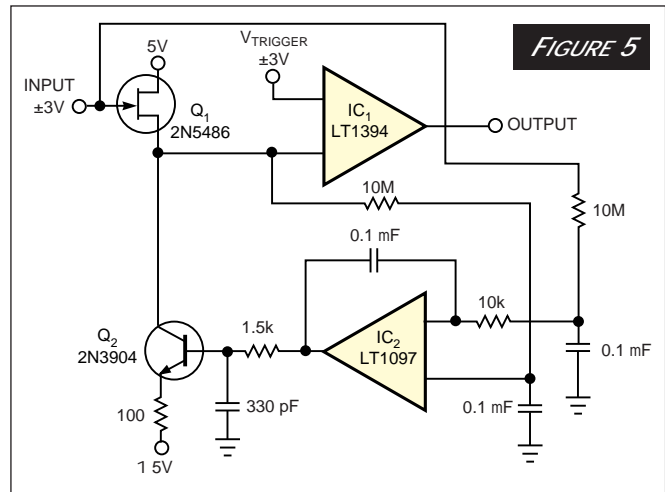 FIGURE 5
5V
VTRIGGER
±3V
INPUT
±3V
Q1
2N5486
IC1
LT1394
OUTPUT
10M
10M
0.1 mF
10k
Q2
2N3904
1.5k
IC2
LT1097
0.1 mF
0.1 mF
100
330 pF
1 5V